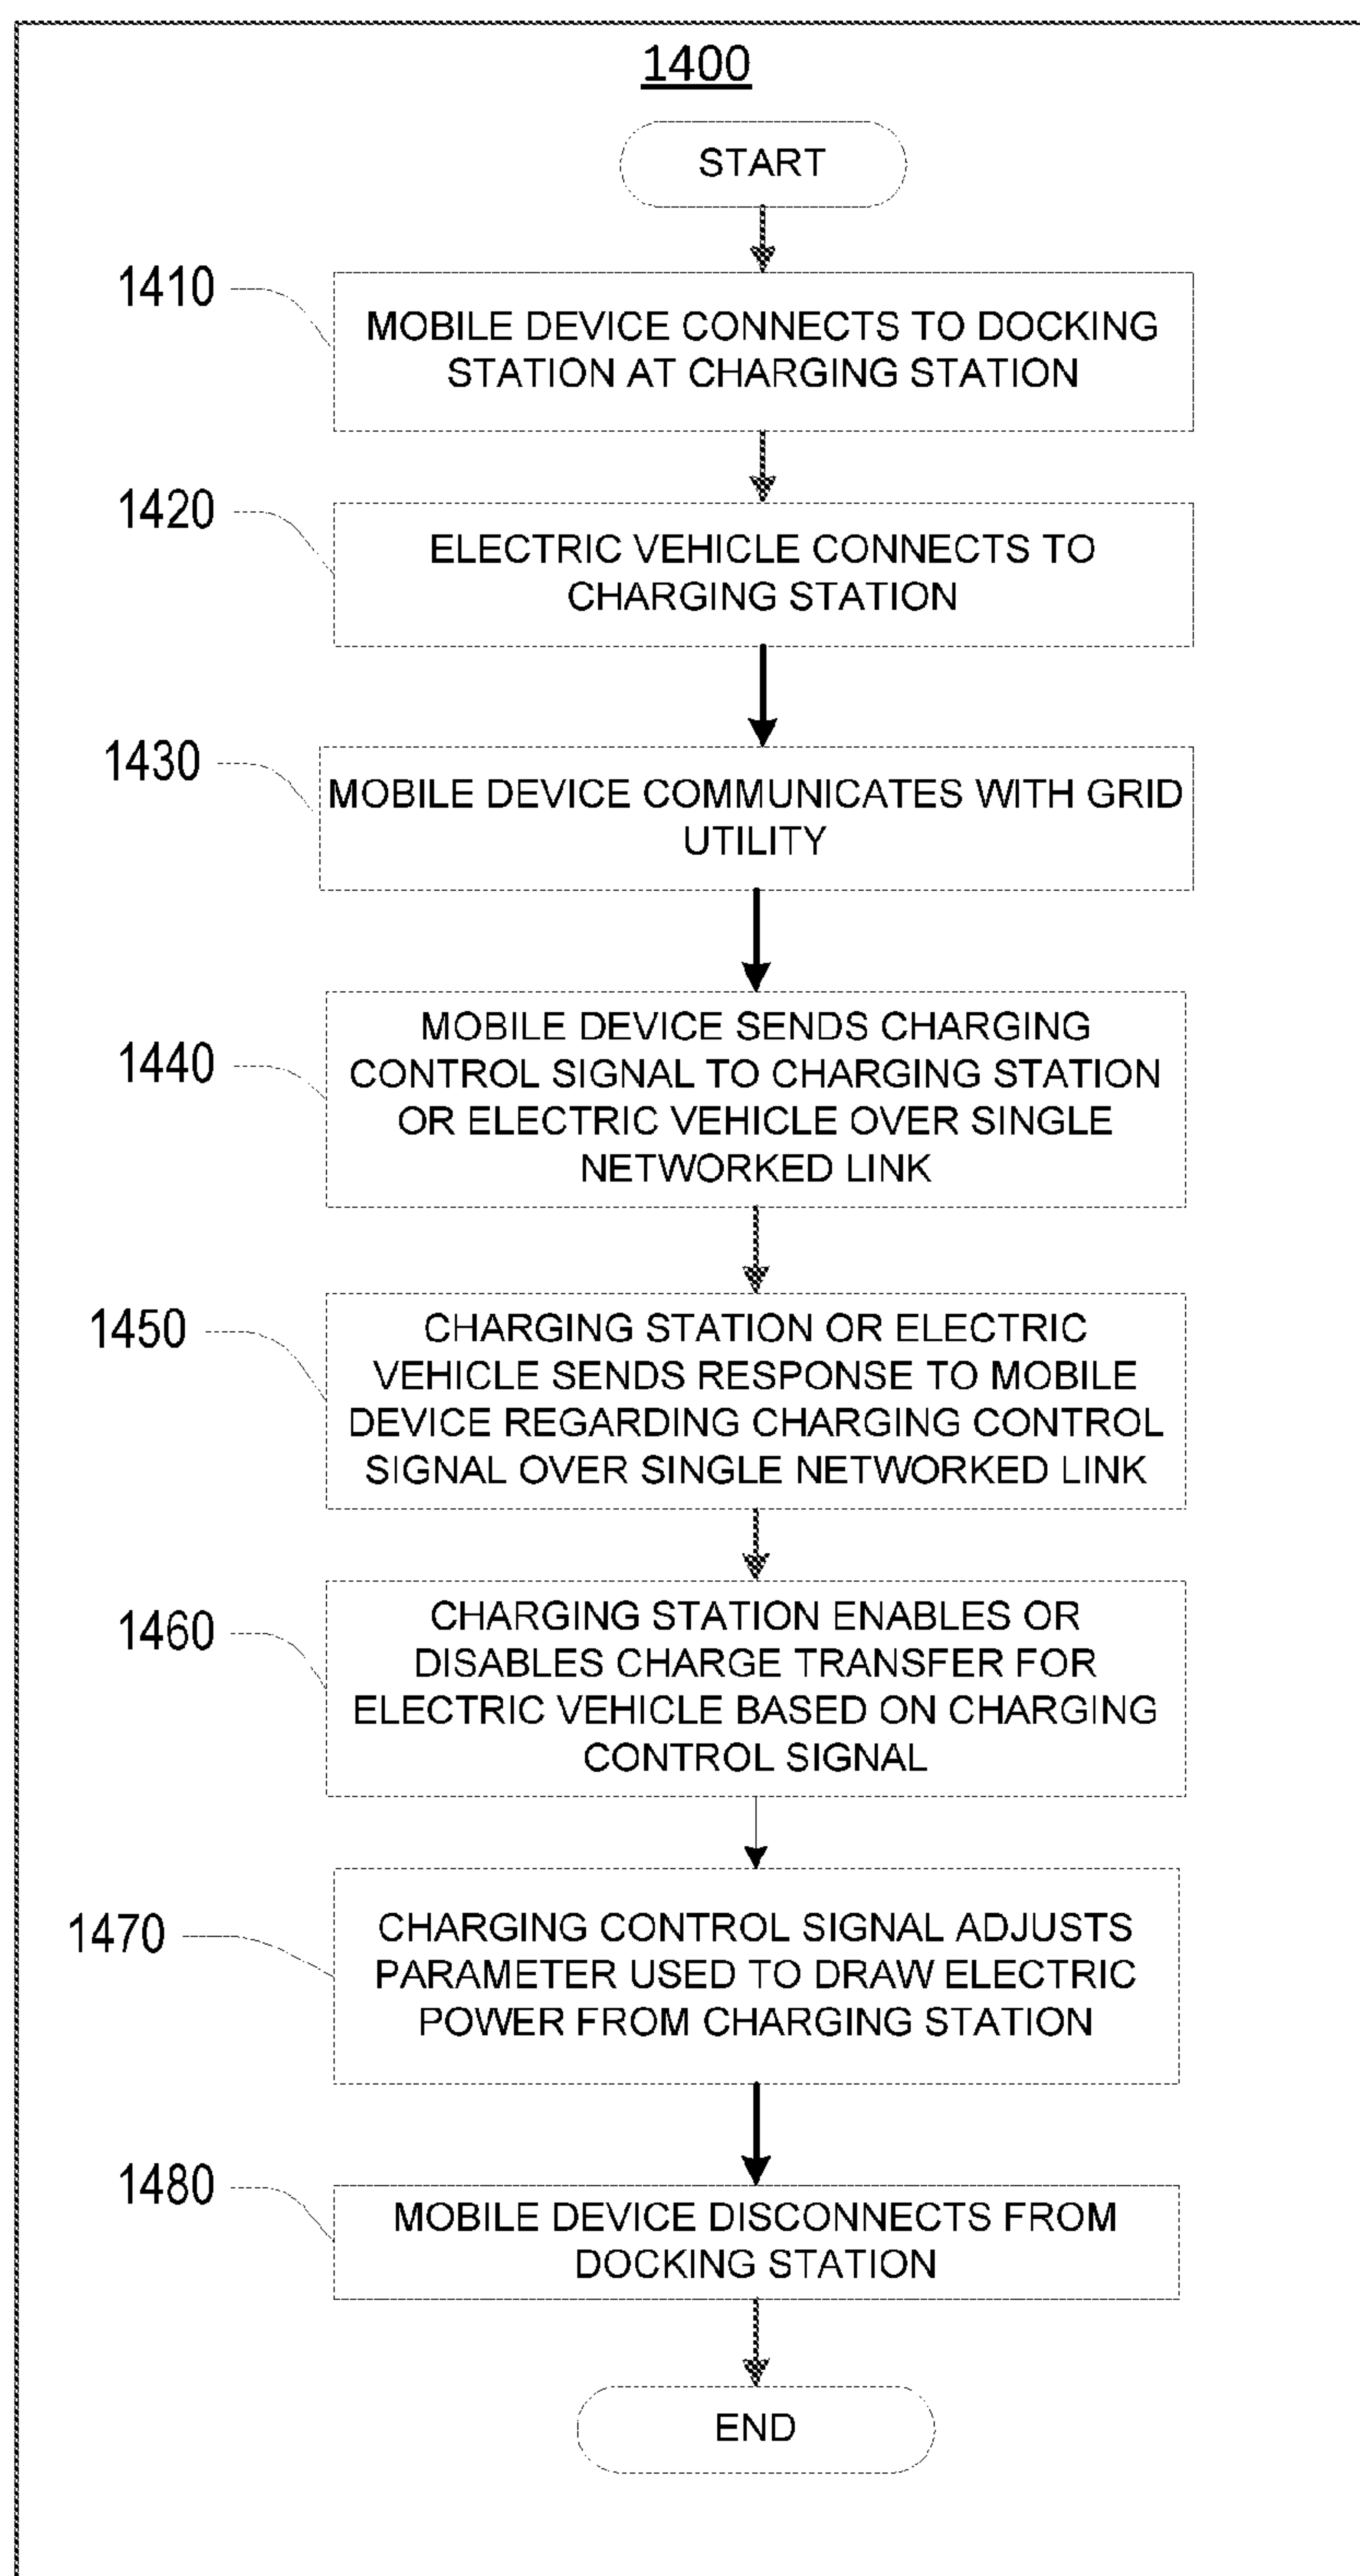 1400
START
1410
MOBILE DEVICE CONNECTS TO DOCKING
STATION AT CHARGING STATION
1420
ELECTRIC VEHICLE CONNECTS TO
CHARGING STATION
1430
MOBILE DEVICE COMMUNICATES WITH GRID
UTILITY
1440
MOBILE DEVICE SENDS CHARGING
CONTROL SIGNAL TO CHARGING STATION
OR ELECTRIC VEHICLE OVER SINGLE
NETWORKED LINK
1450
CHARGING STATION OR ELECTRIC
VEHICLE SENDS RESPONSE TO MOBILE
DEVICE REGARDING CHARGING CONTROL
SIGNAL OVER SINGLE NETWORKED LINK
1460
CHARGING STATION ENABLES OR
DISABLES CHARGE TRANSFER FOR
ELECTRIC VEHICLE BASED ON CHARGING
CONTROL SIGNAL
1470
CHARGING CONTROL SIGNAL ADJUSTS
PARAMETER USED TO DRAW ELECTRIC
POWER FROM CHARGING STATION
1480
MOBILE DEVICE DISCONNECTS FROM
DOCKING STATION
END